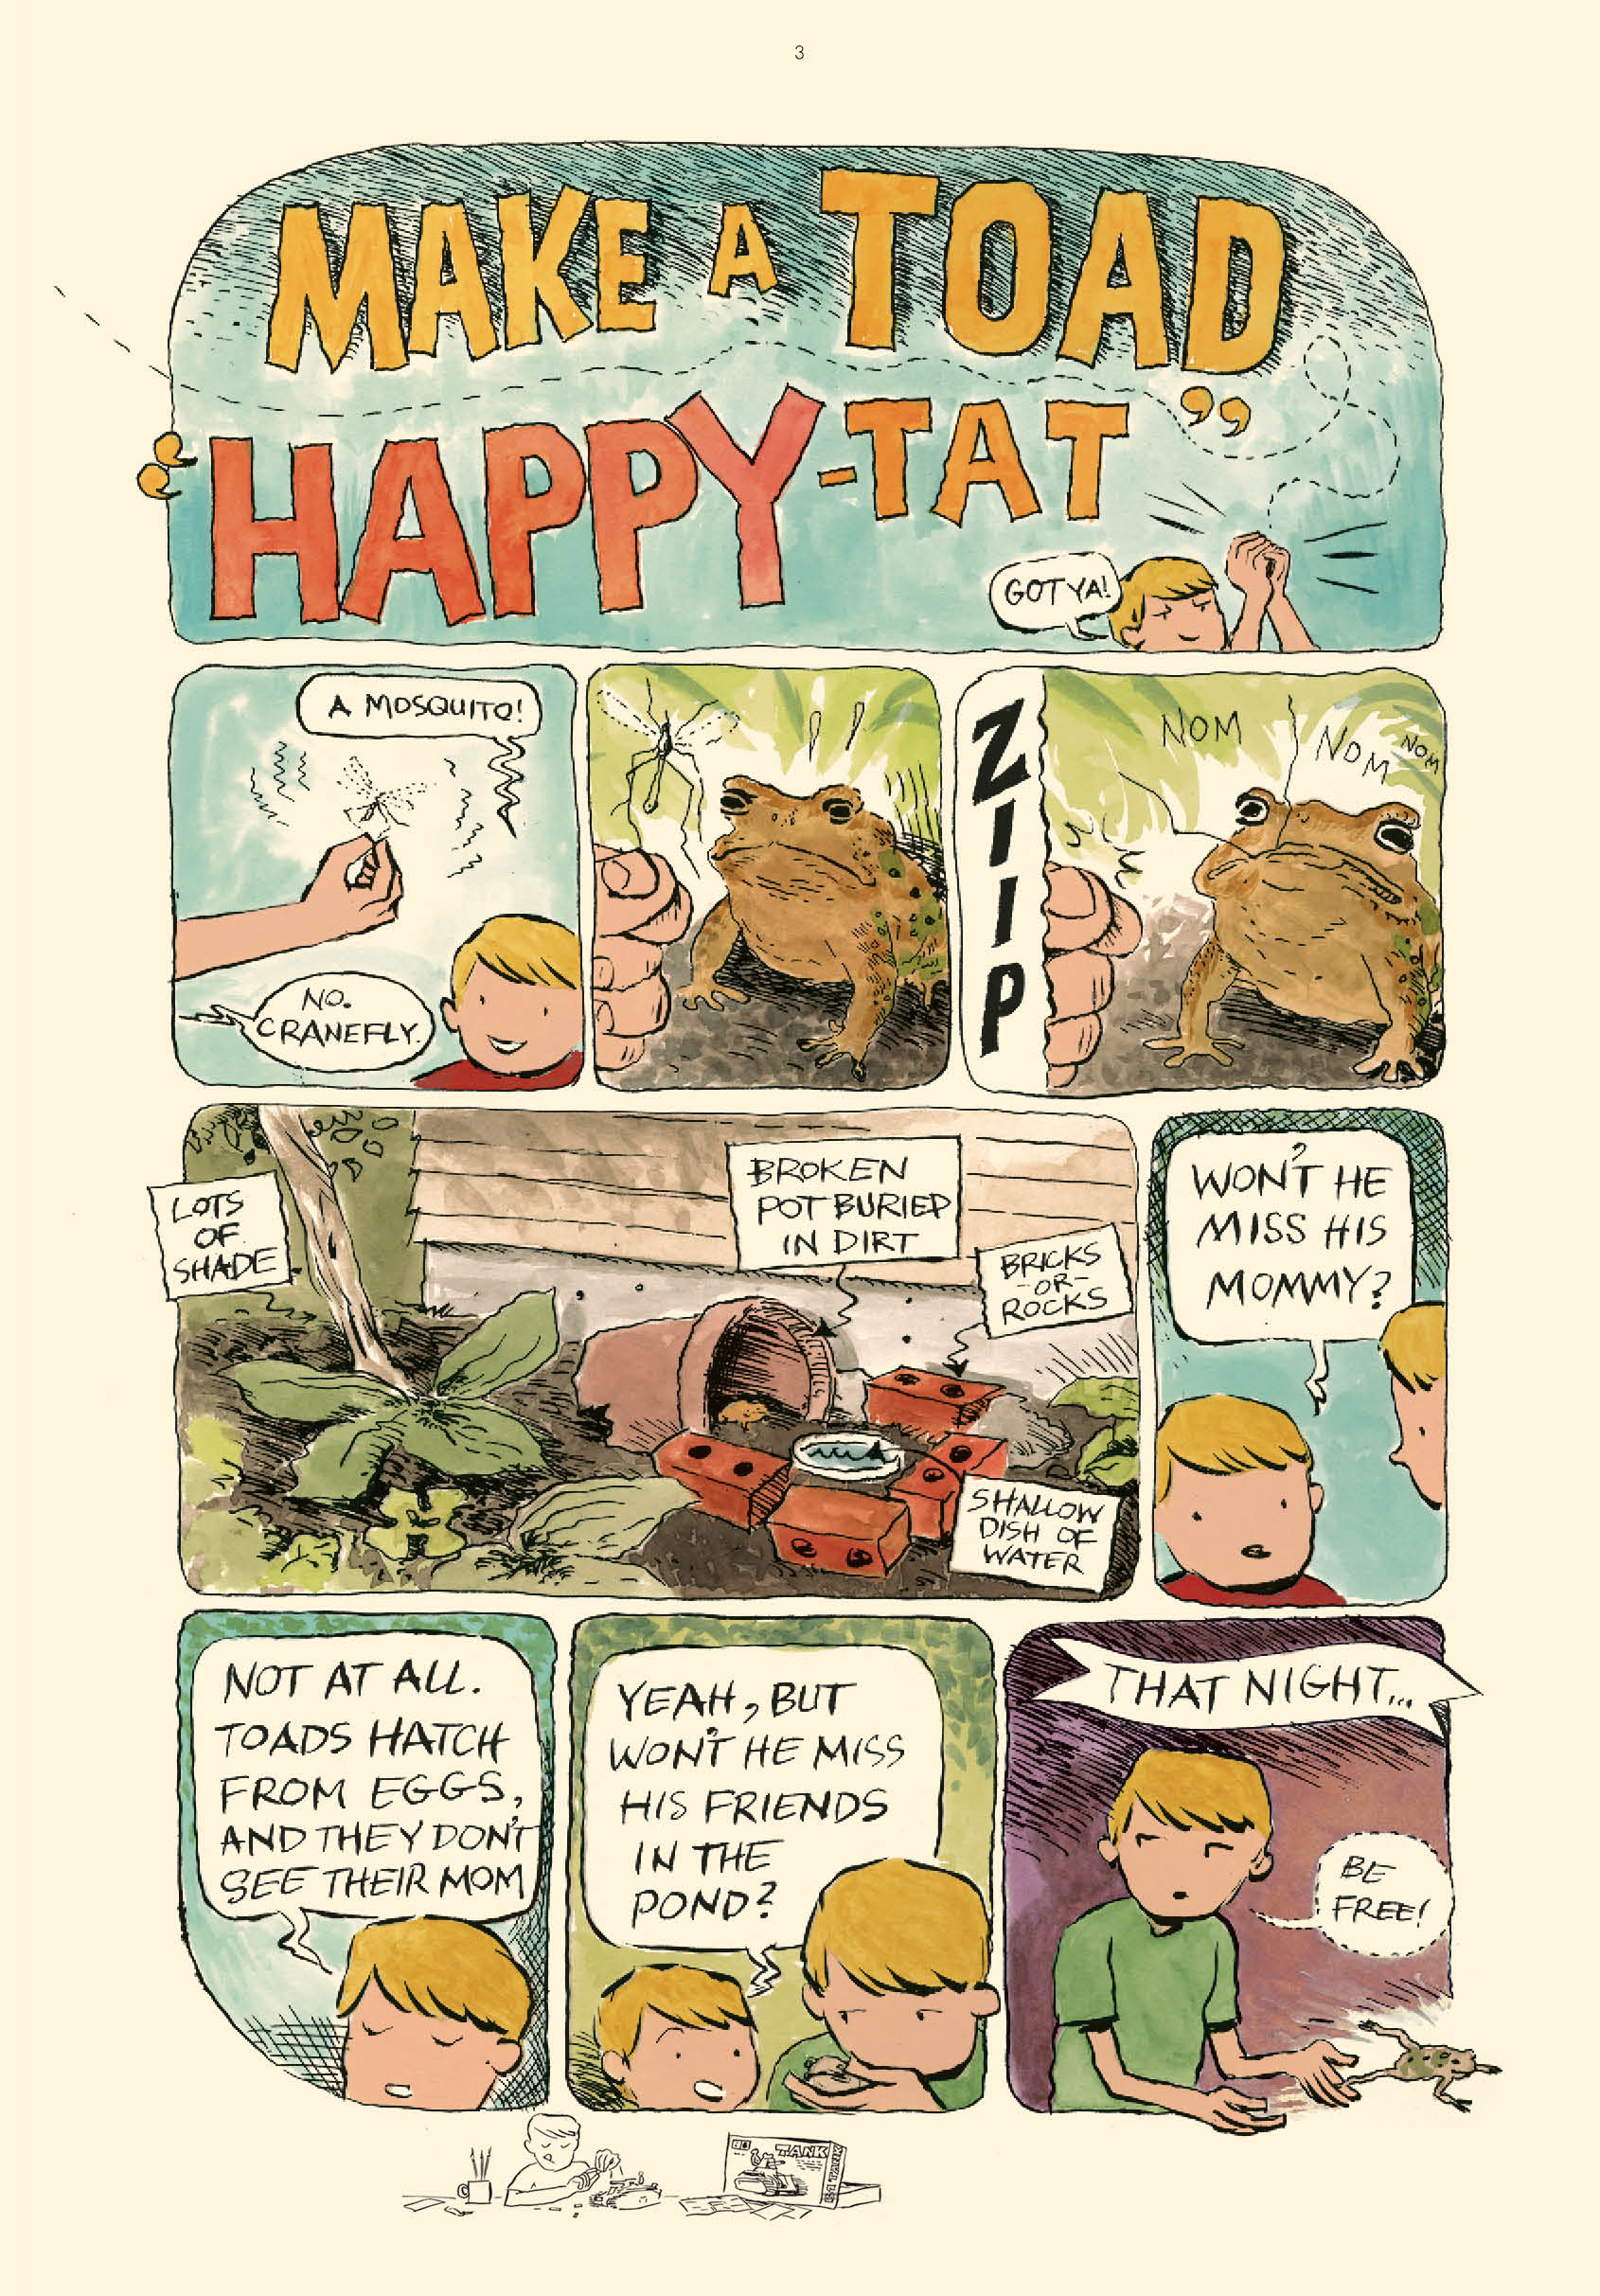 3
MAKE A TOAD
“HAPPY-TAT”
GOTYA!
A MOSQUITO!
NO.
CRANEFLY.
ZIP
NOM
NOM
NOM
LOTS
OF
SHADE
BROKEN
POT BURIED
IN DIRT
BRICKS
-OR-
ROCKS
SHALLOW
DISH OF
WATER
WON'T HE
MISS HIS
MOMMY?
NOT AT ALL.
TOADS HATCH
FROM EGGS,
AND THEY DON'T
SEE THEIR MOM
YEAH, BUT
WON'T HE MISS
HIS FRIENDS
IN THE
POND?
THAT NIGHT...
BE
FREE!
TANK